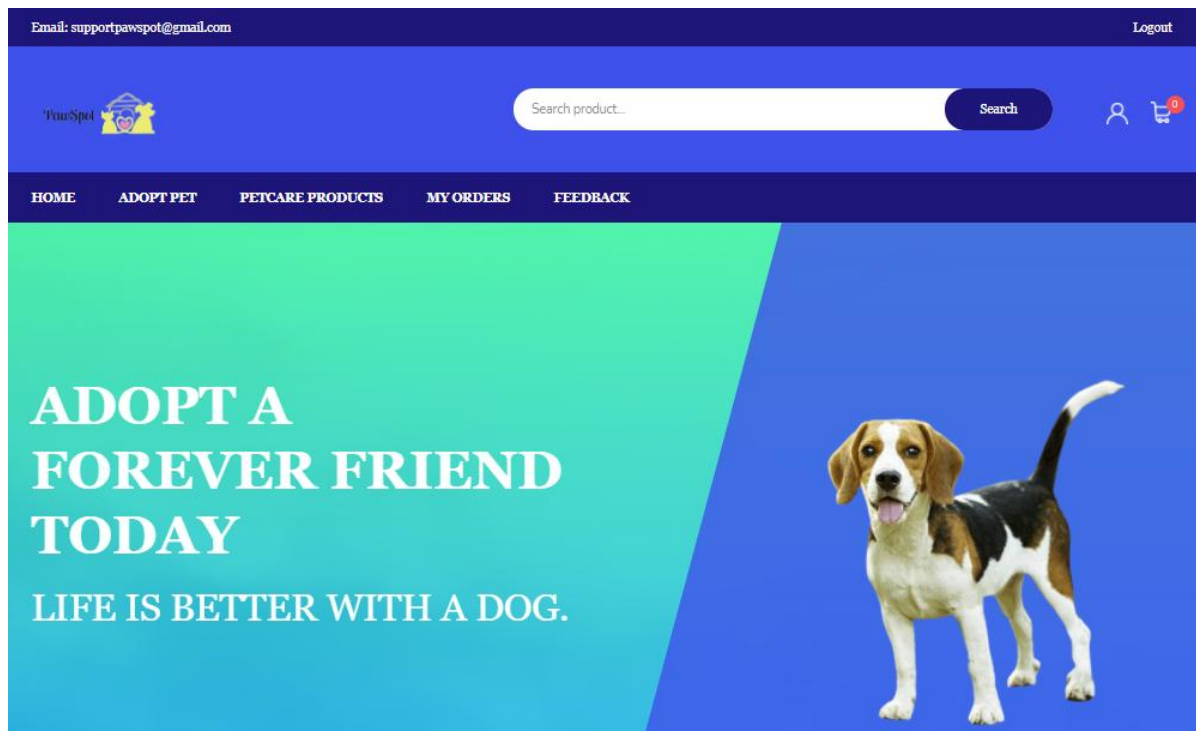 Email: supportpawspot@gmail.com
Logout
PawSpot
Search product...
Search
0
HOME
ADOPT PET
PETCARE PRODUCTS
MY ORDERS
FEEDBACK
ADOPT A
FOREVER FRIEND
TODAY
LIFE IS BETTER WITH A DOG.